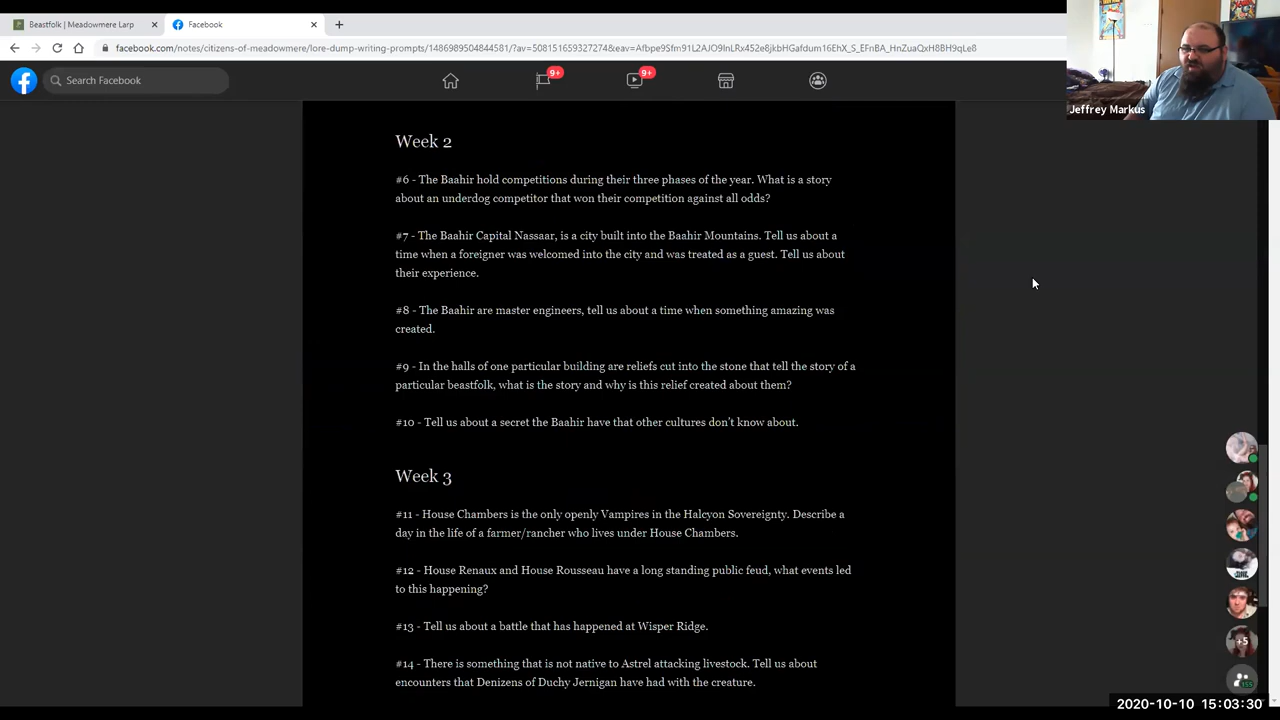 Beastfolk | Meadowmere Larp
Facebook
facebook.com/notes/citizens-of-meadowmere/lore-dump-writing-prompts/
Search Facebook
9+
9+
Jeffrey Markus
Week 2
#6 - The Baahir hold competitions during their three phases of the year. What is a story
about an underdog competitor that won their competition against all odds?
#7 - The Baahir Capital Nassaar, is a city built into the Baahir Mountains. Tell us about a
time when a foreigner was welcomed into the city and was treated as a guest. Tell us about
their experience.
#8 - The Baahir are master engineers, tell us about a time when something amazing was
created.
#9 - In the halls of one particular building are reliefs cut into the stone that tell the story of a
particular beastfolk, what is the story and why is this relief created about them?
#10 - Tell us about a secret the Baahir have that other cultures don't know about.
Week 3
#11 - House Chambers is the only openly Vampires in the Halcyon Sovereignty. Describe a
day in the life of a farmer/rancher who lives under House Chambers.
#12 - House Renaux and House Rousseau have a long standing public feud, what events led
to this happening?
#13 - Tell us about a battle that has happened at Wisper Ridge.
#14 - There is something that is not native to Astrel attacking livestock. Tell us about
encounters that Denizens of Duchy Jernigan have had with the creature.
+5
2020-10-10 15:03:30